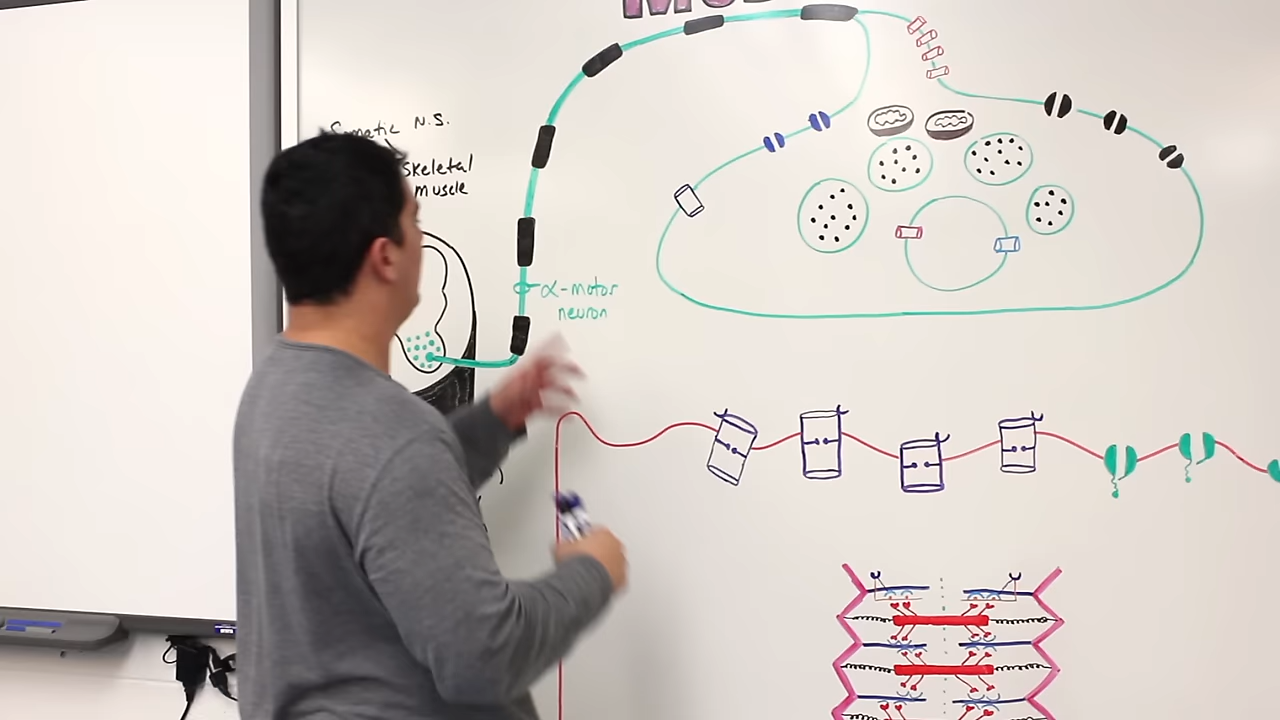 Somatic N.S.
Skeletal
muscle
α-motor
neuron